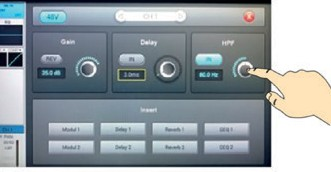 48V
CH 1
Gain
Delay
HPF
REV
IN
IN
35.0 dB
2.0ms
80.0 Hz
Insert
Modul 1
Delay 1
Reverb 1
GEQ 1
Modul 2
Delay 2
Reverb 2
GEQ 2